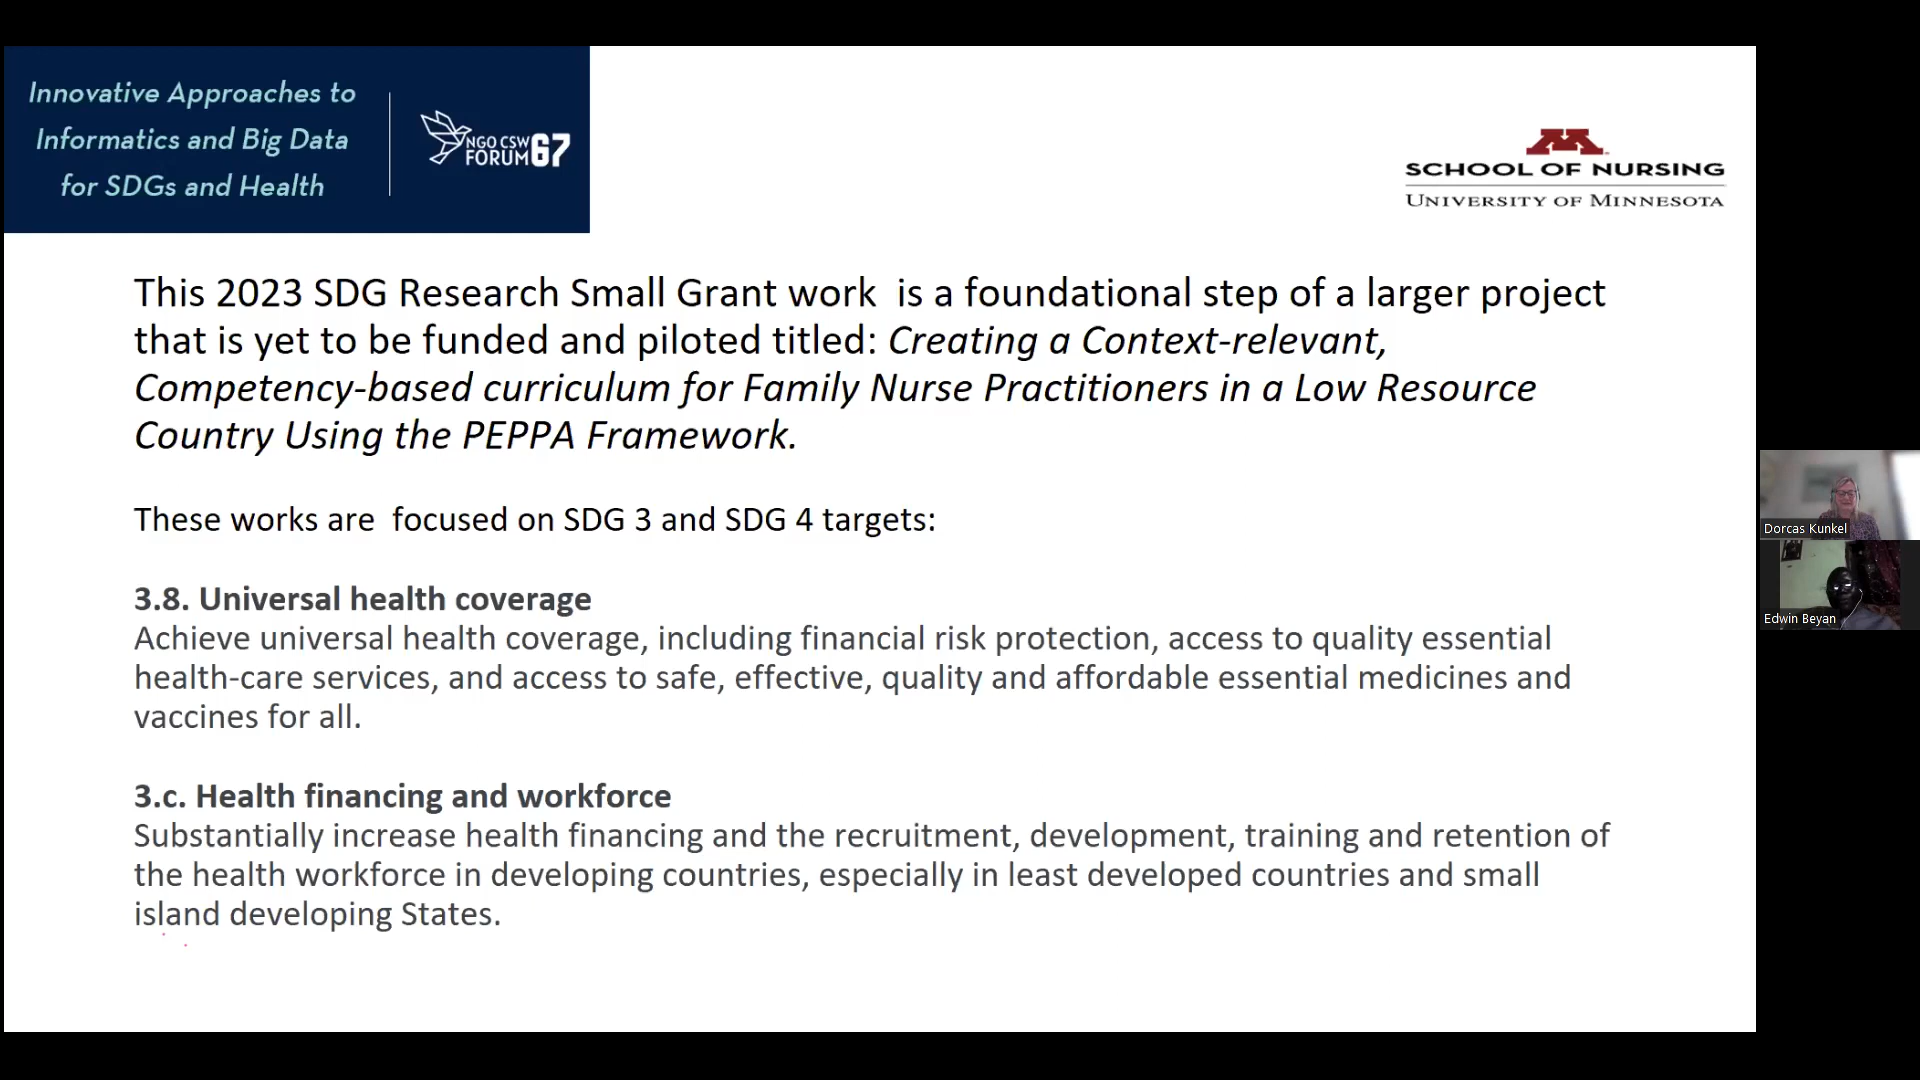 Innovative Approaches to
Informatics and Big Data
for SDGs and Health
NGO CSW
FORUM 67
M
SCHOOL OF NURSING
UNIVERSITY OF MINNESOTA
This 2023 SDG Research Small Grant work  is a foundational step of a larger project
that is yet to be funded and piloted titled: Creating a Context-relevant,
Competency-based curriculum for Family Nurse Practitioners in a Low Resource
Country Using the PEPPA Framework.
These works are  focused on SDG 3 and SDG 4 targets:
3.8. Universal health coverage
Achieve universal health coverage, including financial risk protection, access to quality essential
health-care services, and access to safe, effective, quality and affordable essential medicines and
vaccines for all.
3.c. Health financing and workforce
Substantially increase health financing and the recruitment, development, training and retention of
the health workforce in developing countries, especially in least developed countries and small
island developing States.
Dorcas Kunkel
Edwin Beyan